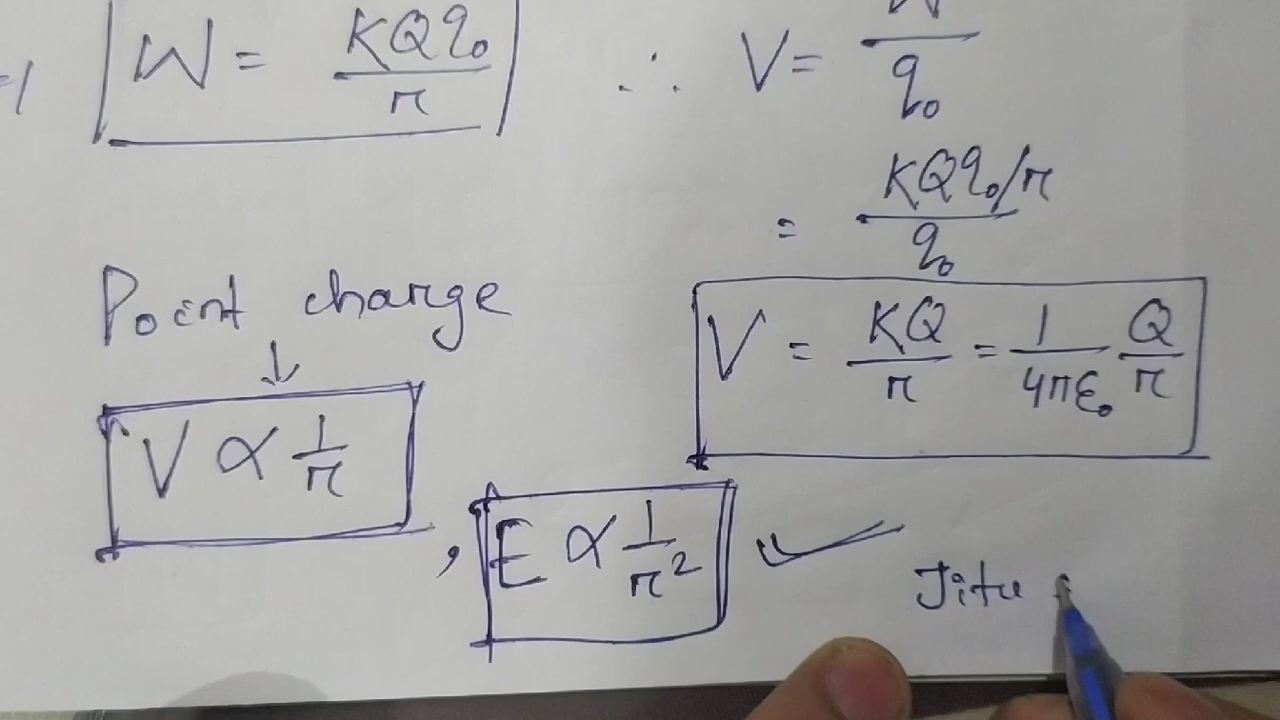 =) W = KQq₀/r ∴ V = W/q₀
= KQq₀/r / q₀
Point charge
↓
V = KQ/r = 1/4πε₀ Q/r
V ∝ 1/r , E ∝ 1/r² ✓
Jitu